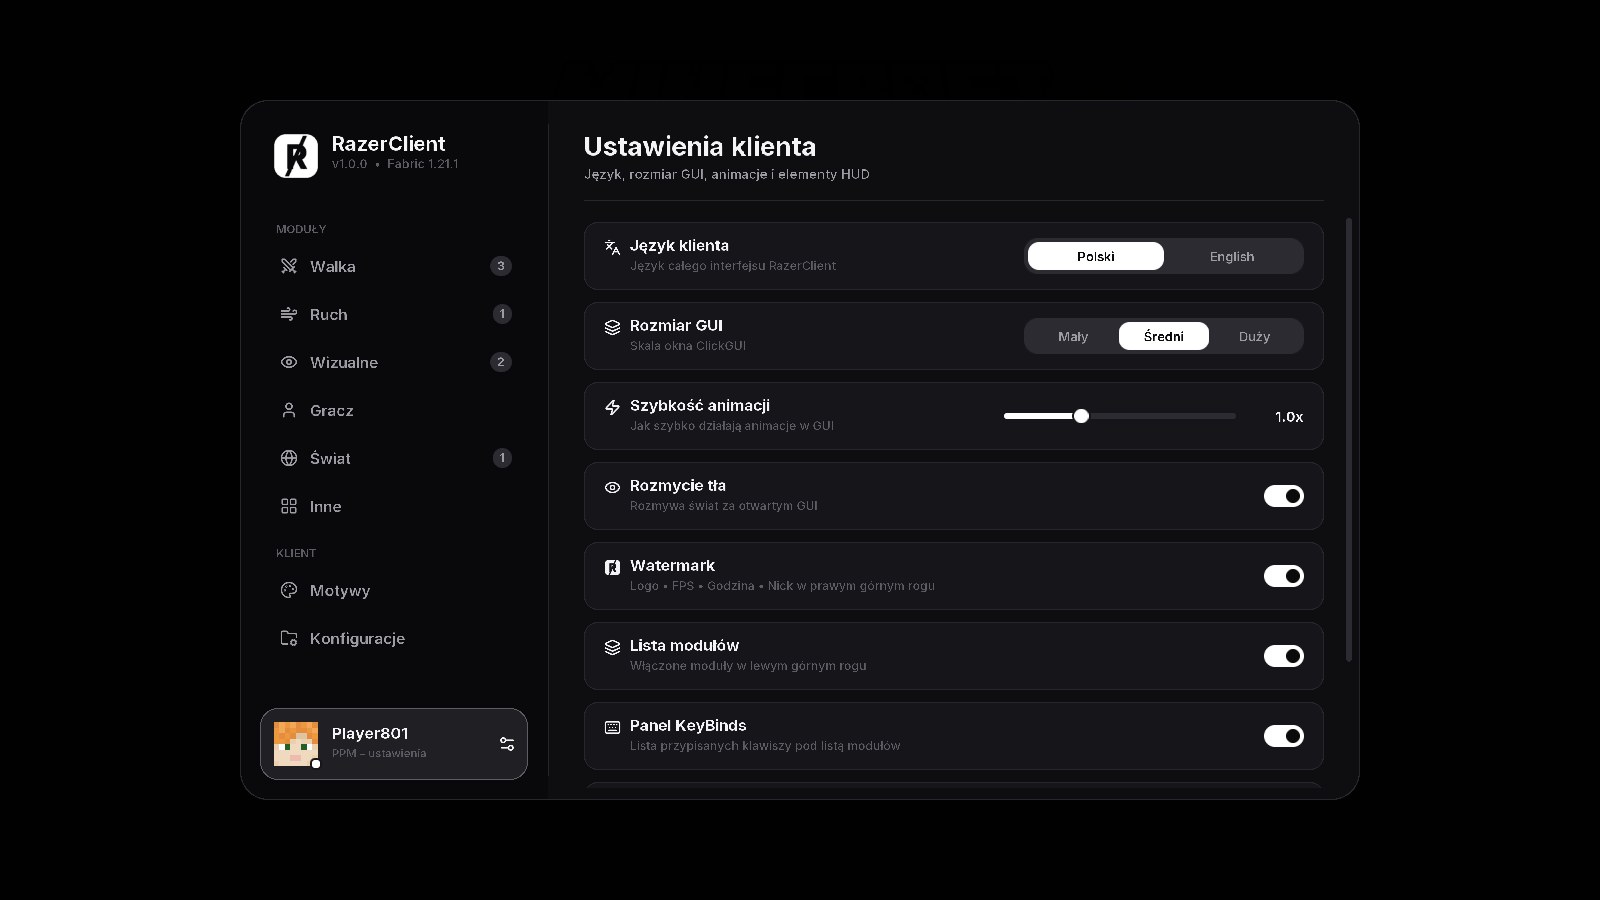 RazerClient
v1.0.0 • Fabric 1.21.1
MODUŁY
Walka 3
Ruch 1
Wizualne 2
Gracz
Świat 1
Inne
KLIENT
Motywy
Konfiguracje
Player801
PPM – ustawienia
Ustawienia klienta
Język, rozmiar GUI, animacje i elementy HUD
Język klienta
Język całego interfejsu RazerClient
Polski English
Rozmiar GUI
Skala okna ClickGUI
Mały Średni Duży
Szybkość animacji
Jak szybko działają animacje w GUI
1.0x
Rozmycie tła
Rozmywa świat za otwartym GUI
Watermark
Logo • FPS • Godzina • Nick w prawym górnym rogu
Lista modułów
Włączone moduły w lewym górnym rogu
Panel KeyBinds
Lista przypisanych klawiszy pod listą modułów